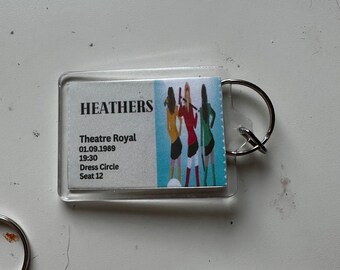 HEATHERS
Theatre Royal
01.09.1989
19:30
Dress Circle
Seat 12